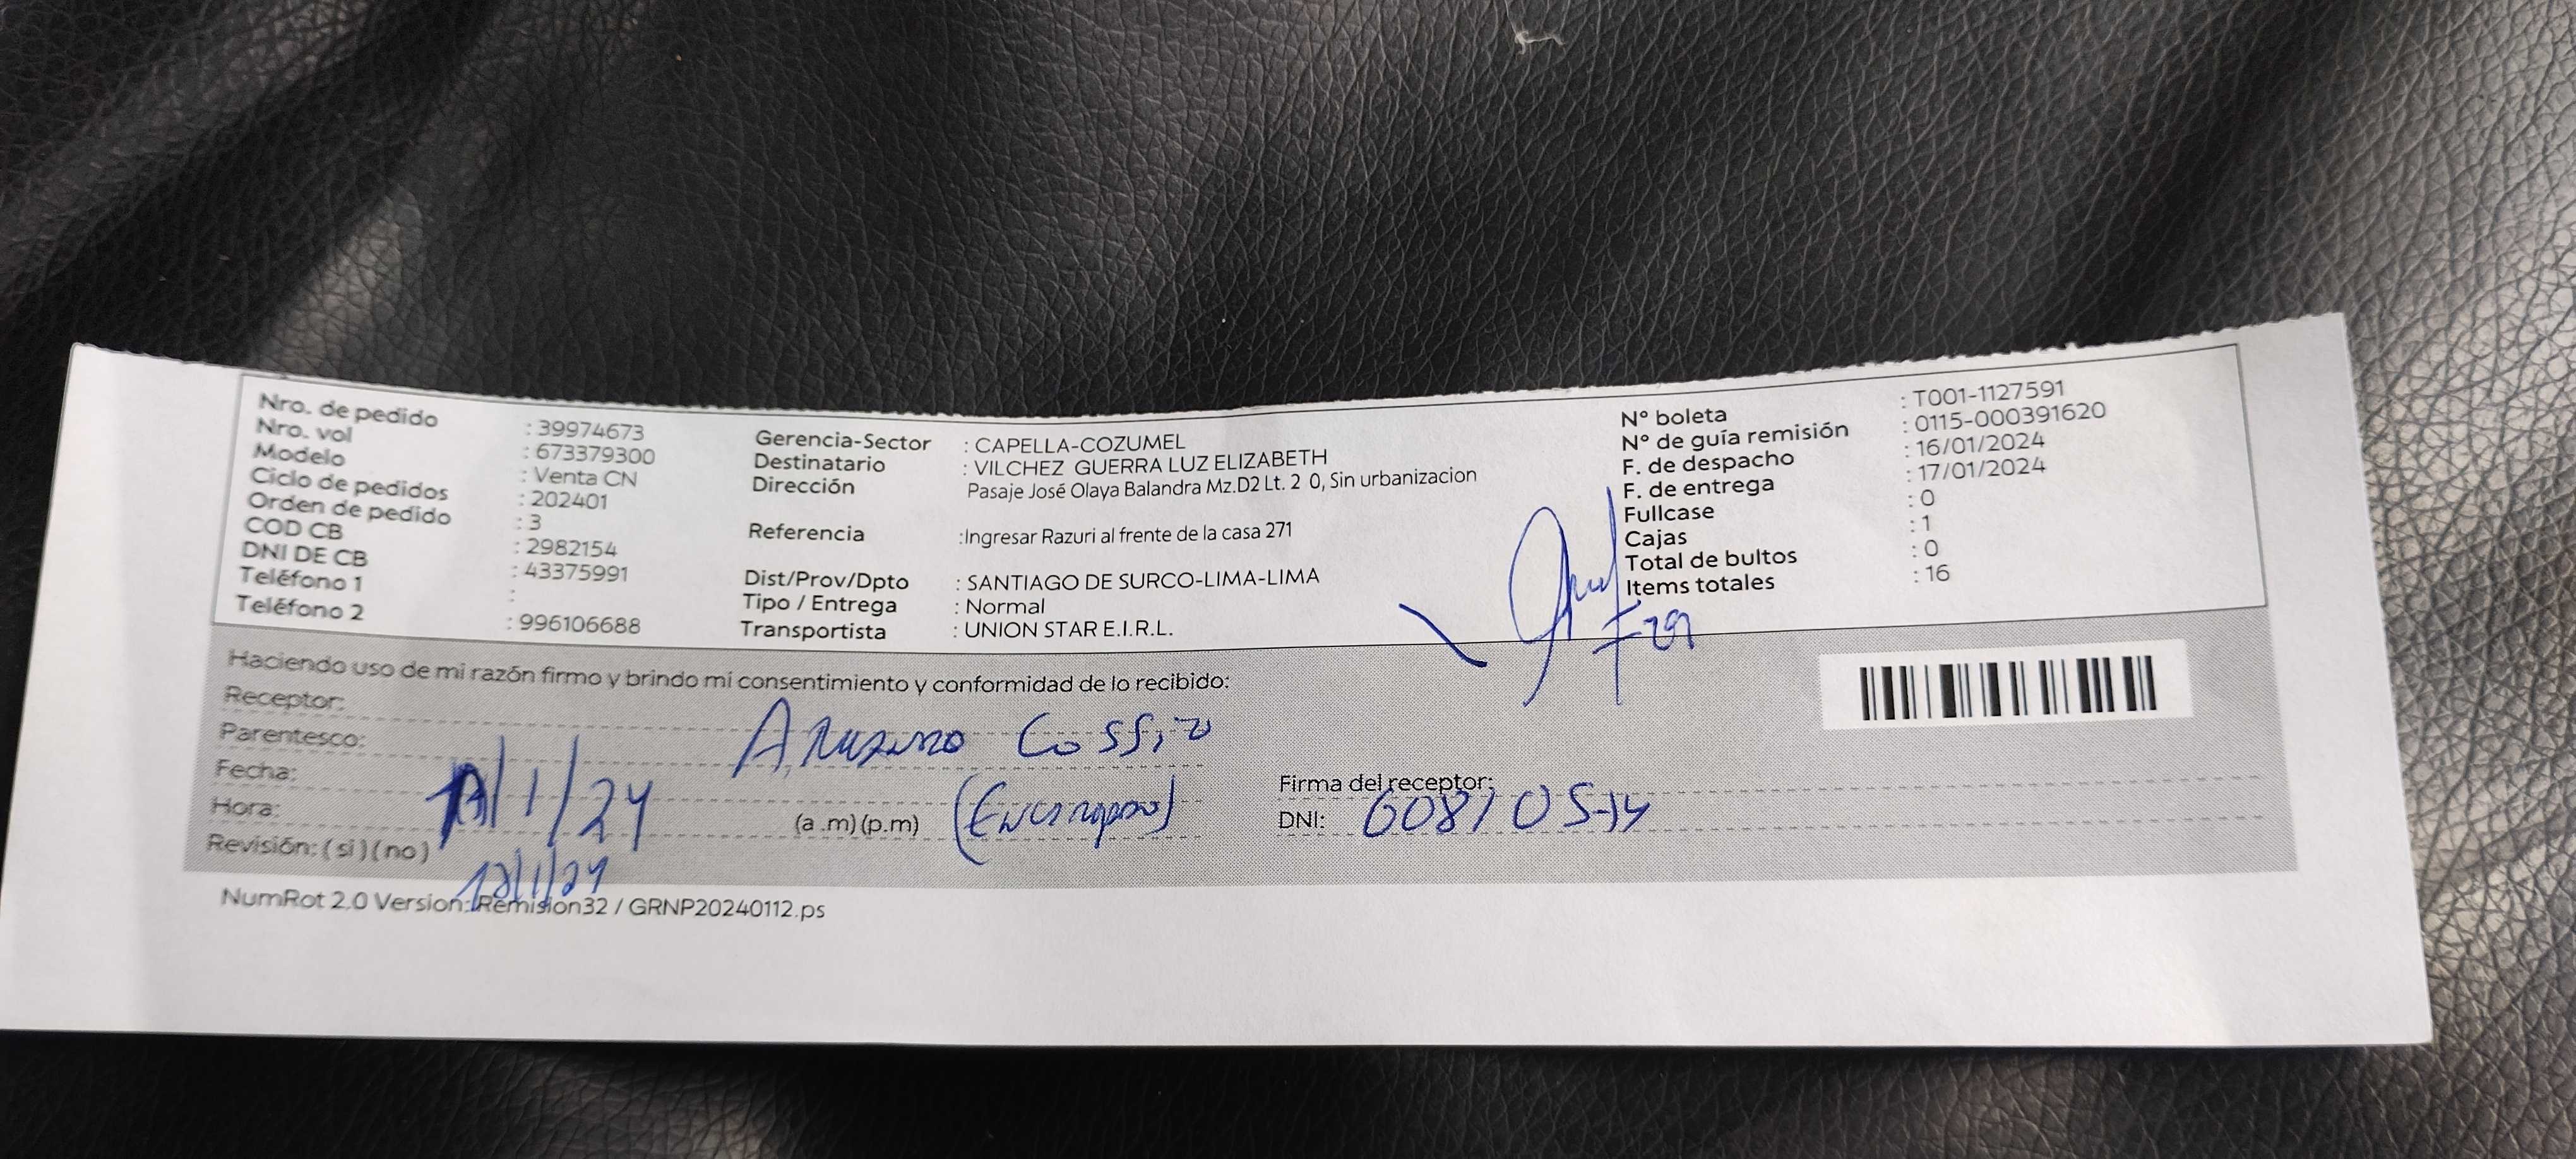 Nro. de pedido : 39974673
Nro. vol : 673379300
Modelo : Venta CN
Ciclo de pedidos : 202401
Orden de pedido : 3
COD CB : 2982154
DNI DE CB : 43375991
Teléfono 1 :
Teléfono 2 : 996106688
Gerencia-Sector : CAPELLA-COZUMEL
Destinatario : VILCHEZ GUERRA LUZ ELIZABETH
Dirección Pasaje José Olaya Balandra Mz.D2 Lt. 2 0, Sin urbanizacion
Referencia :Ingresar Razuri al frente de la casa 271
Dist/Prov/Dpto : SANTIAGO DE SURCO-LIMA-LIMA
Tipo / Entrega : Normal
Transportista : UNION STAR E.I.R.L.
N° boleta : T001-1127591
N° de guía remisión : 0115-000391620
F. de despacho : 16/01/2024
F. de entrega : 17/01/2024
Fullcase : 0
Cajas : 1
Total de bultos : 0
Items totales : 16
Haciendo uso de mi razón firmo y brindo mi consentimiento y conformidad de lo recibido:
Receptor:
Parentesco: Cossio
Fecha: /1/24
Hora: (a .m) (p.m)
Revisión: ( si ) ( no )
Firma del receptor:
DNI:
NumRot 2.0 Version: Remision32 / GRNP20240112.ps